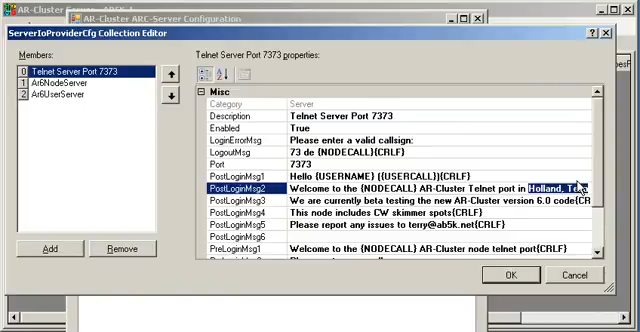 AR-Cluster ARC-Server Configuration
ServerIoProviderCfg Collection Editor
Members:
0 Telnet Server Port 7373
1 Ar6NodeServer
2 Ar6UserServer
Add
Remove
Telnet Server Port 7373 properties:
Misc
Category Server
Description Telnet Server Port 7373
Enabled True
LoginErrorMsg Please enter a valid callsign:
LogoutMsg 73 de {NODECALL}{CRLF}
Port 7373
PostLoginMsg1 Hello {USERNAME} ({USERCALL}){CRLF}
PostLoginMsg2 Welcome to the {NODECALL} AR-Cluster Telnet port in Holland,
PostLoginMsg3 We are currently beta testing the new AR-Cluster version 6.0 code{CR
PostLoginMsg4 This node includes CW skimmer spots{CRLF}
PostLoginMsg5 Please report any issues to terry@ab5k.net{CRLF}
PostLoginMsg6
PreLoginMsg1 Welcome to the {NODECALL} AR-Cluster node telnet port{CRLF}
OK
Cancel